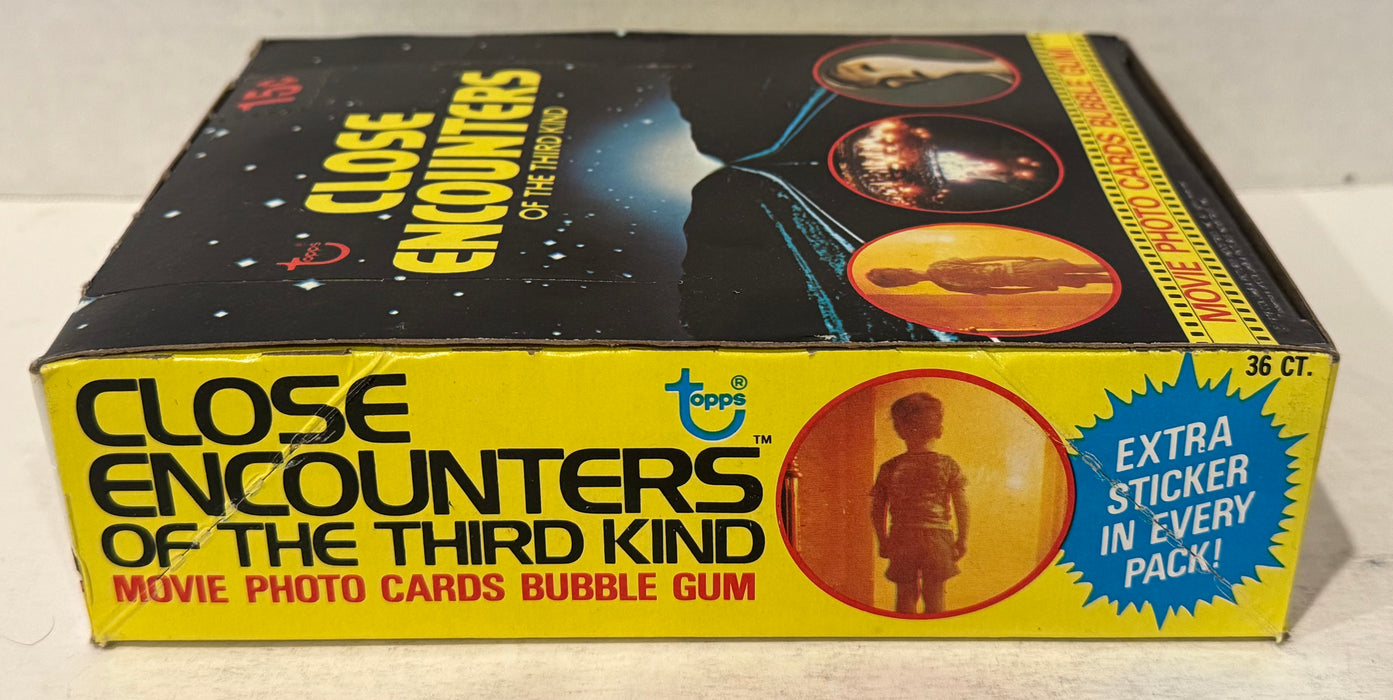 15¢
topps
CLOSE
ENCOUNTERS
OF THE THIRD KIND
MOVIE PHOTO CARDS BUBBLE GUM
36 CT.
topps®
CLOSE
ENCOUNTERS™
OF THE THIRD KIND
MOVIE PHOTO CARDS BUBBLE GUM
EXTRA
STICKER
IN EVERY
PACK!